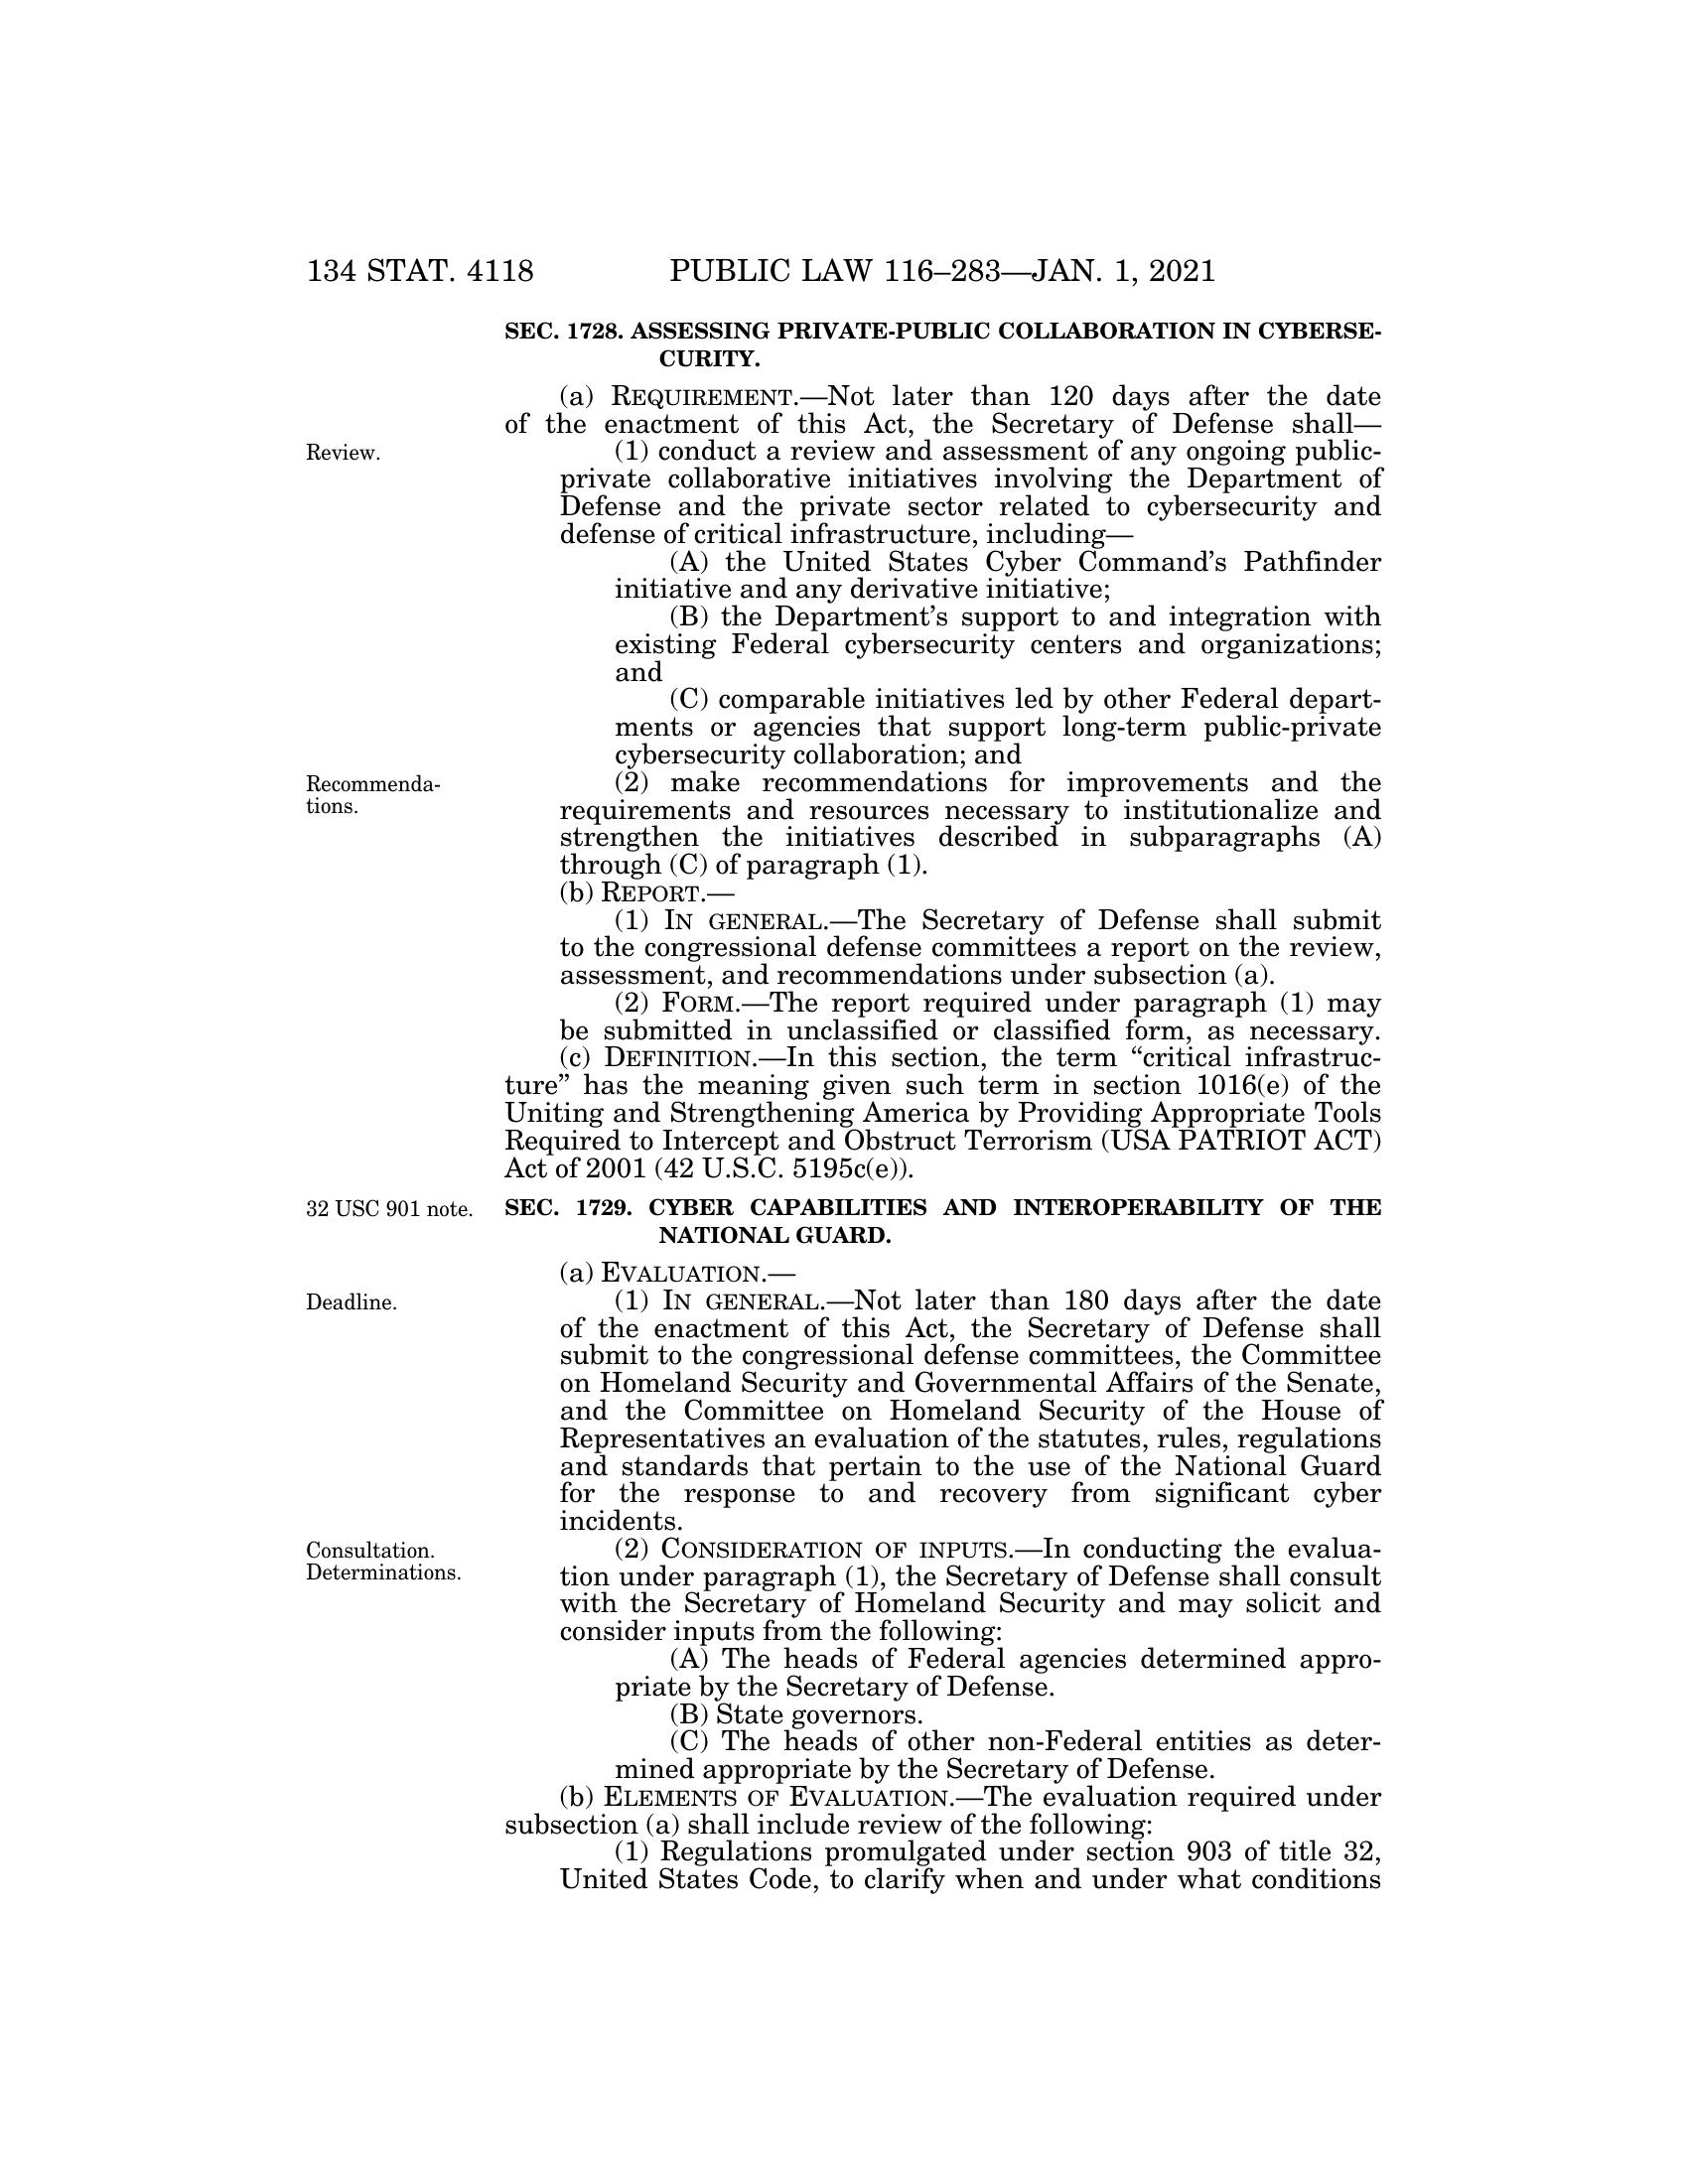 134 STAT. 4118 PUBLIC LAW 116–283—JAN. 1, 2021
SEC. 1728. ASSESSING PRIVATE-PUBLIC COLLABORATION IN CYBERSE-
CURITY.
(a) REQUIREMENT.—Not later than 120 days after the date
of the enactment of this Act, the Secretary of Defense shall—
Review.
(1) conduct a review and assessment of any ongoing public-
private collaborative initiatives involving the Department of
Defense and the private sector related to cybersecurity and
defense of critical infrastructure, including—
(A) the United States Cyber Command’s Pathfinder
initiative and any derivative initiative;
(B) the Department’s support to and integration with
existing Federal cybersecurity centers and organizations;
and
(C) comparable initiatives led by other Federal depart-
ments or agencies that support long-term public-private
cybersecurity collaboration; and
Recommenda-
tions.
(2) make recommendations for improvements and the
requirements and resources necessary to institutionalize and
strengthen the initiatives described in subparagraphs (A)
through (C) of paragraph (1).
(b) REPORT.—
(1) IN GENERAL.—The Secretary of Defense shall submit
to the congressional defense committees a report on the review,
assessment, and recommendations under subsection (a).
(2) FORM.—The report required under paragraph (1) may
be submitted in unclassified or classified form, as necessary.
(c) DEFINITION.—In this section, the term “critical infrastruc-
ture” has the meaning given such term in section 1016(e) of the
Uniting and Strengthening America by Providing Appropriate Tools
Required to Intercept and Obstruct Terrorism (USA PATRIOT ACT)
Act of 2001 (42 U.S.C. 5195c(e)).
32 USC 901 note.
SEC. 1729. CYBER CAPABILITIES AND INTEROPERABILITY OF THE
NATIONAL GUARD.
(a) EVALUATION.—
Deadline.
(1) IN GENERAL.—Not later than 180 days after the date
of the enactment of this Act, the Secretary of Defense shall
submit to the congressional defense committees, the Committee
on Homeland Security and Governmental Affairs of the Senate,
and the Committee on Homeland Security of the House of
Representatives an evaluation of the statutes, rules, regulations
and standards that pertain to the use of the National Guard
for the response to and recovery from significant cyber
incidents.
Consultation.
Determinations.
(2) CONSIDERATION OF INPUTS.—In conducting the evalua-
tion under paragraph (1), the Secretary of Defense shall consult
with the Secretary of Homeland Security and may solicit and
consider inputs from the following:
(A) The heads of Federal agencies determined appro-
priate by the Secretary of Defense.
(B) State governors.
(C) The heads of other non-Federal entities as deter-
mined appropriate by the Secretary of Defense.
(b) ELEMENTS OF EVALUATION.—The evaluation required under
subsection (a) shall include review of the following:
(1) Regulations promulgated under section 903 of title 32,
United States Code, to clarify when and under what conditions